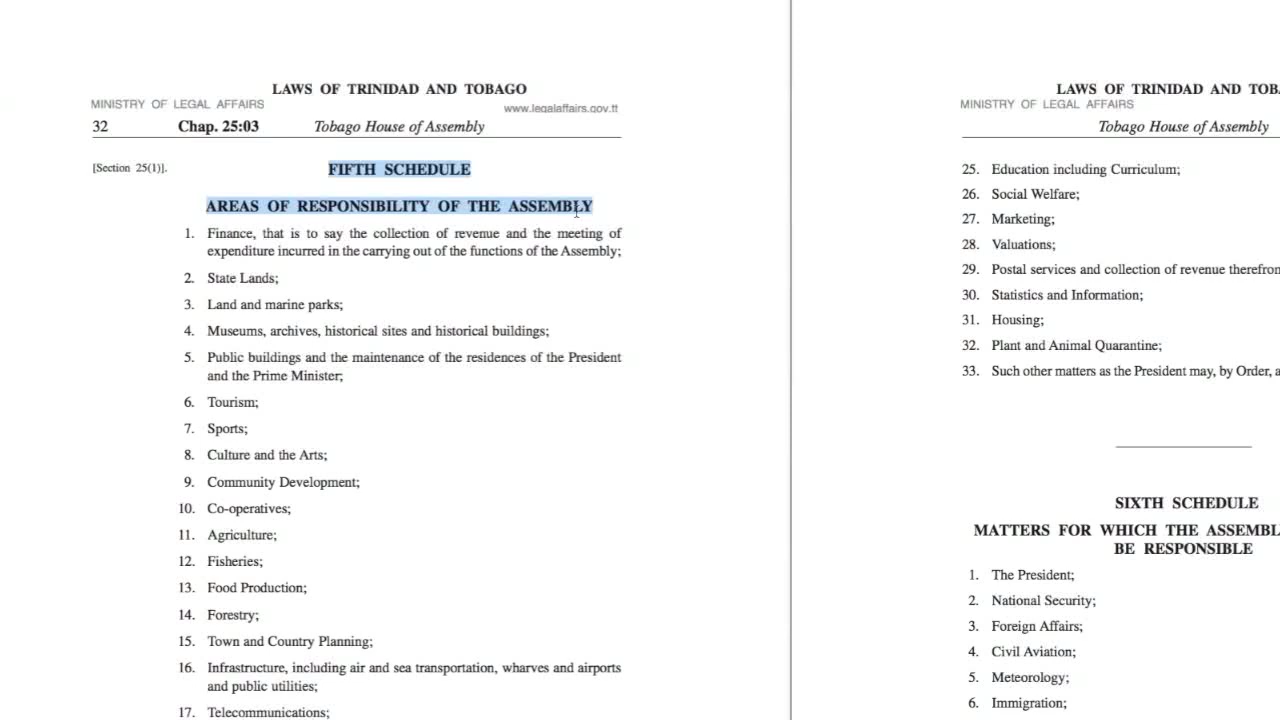 LAWS OF TRINIDAD AND TOBAGO
MINISTRY OF LEGAL AFFAIRS
www.legalaffairs.gov.tt
32 Chap. 25:03 Tobago House of Assembly
[Section 25(1)].
FIFTH SCHEDULE
AREAS OF RESPONSIBILITY OF THE ASSEMBLY
1. Finance, that is to say the collection of revenue and the meeting of
expenditure incurred in the carrying out of the functions of the Assembly;
2. State Lands;
3. Land and marine parks;
4. Museums, archives, historical sites and historical buildings;
5. Public buildings and the maintenance of the residences of the President
and the Prime Minister;
6. Tourism;
7. Sports;
8. Culture and the Arts;
9. Community Development;
10. Co-operatives;
11. Agriculture;
12. Fisheries;
13. Food Production;
14. Forestry;
15. Town and Country Planning;
16. Infrastructure, including air and sea transportation, wharves and airports
and public utilities;
17. Telecommunications;
LAWS OF TRINIDAD AND
MINISTRY OF LEGAL AFFAIRS
Tobago House of Assembly
25. Education including Curriculum;
26. Social Welfare;
27. Marketing;
28. Valuations;
29. Postal services and collection of revenue
30. Statistics and Information;
31. Housing;
32. Plant and Animal Quarantine;
33. Such other matters as the President may, by Order,
SIXTH SCHEDULE
MATTERS FOR WHICH THE
BE RESPONSIBLE
1. The President;
2. National Security;
3. Foreign Affairs;
4. Civil Aviation;
5. Meteorology;
6. Immigration;